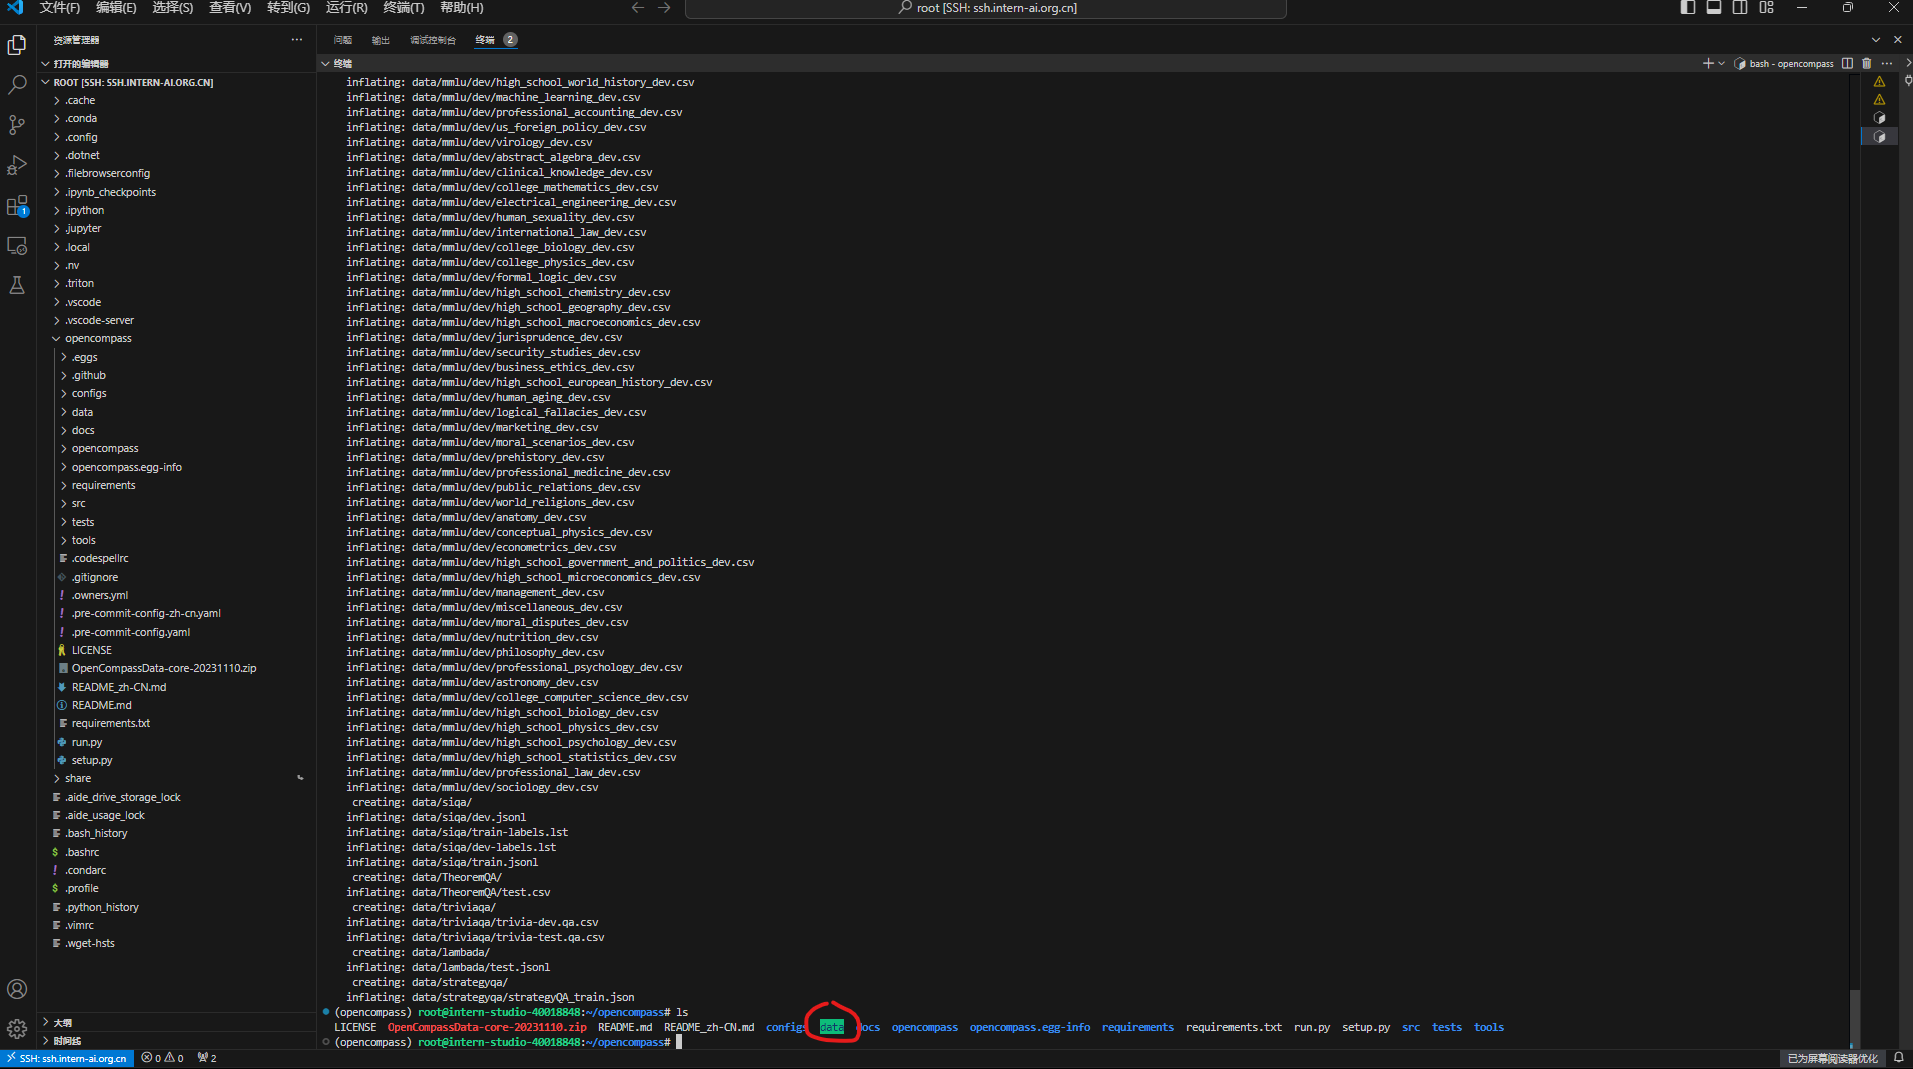 文件(F) 编辑(E) 选择(S) 查看(V) 转到(G) 运行(R) 终端(T) 帮助(H)
root [SSH: ssh.intern-ai.org.cn]
资源管理器
打开的编辑器
ROOT [SSH: SSH.INTERN-AI.ORG.CN]
.cache
.conda
.config
.dotnet
.filebrowserconfig
.ipynb_checkpoints
.ipython
.jupyter
.local
.nv
.triton
.vscode
.vscode-server
opencompass
.eggs
.github
configs
data
docs
opencompass
opencompass.egg-info
requirements
src
tests
tools
.codespellrc
.gitignore
.owners.yml
.pre-commit-config-zh-cn.yaml
.pre-commit-config.yaml
LICENSE
OpenCompassData-core-20231110.zip
README_zh-CN.md
README.md
requirements.txt
run.py
setup.py
share
.aide_drive_storage_lock
.aide_usage_lock
.bash_history
.bashrc
.condarc
.profile
.python_history
.vimrc
.wget-hsts
大纲
时间线
问题 输出 调试控制台 终端 2
终端
bash - opencompass
inflating: data/mmlu/dev/high_school_world_history_dev.csv
inflating: data/mmlu/dev/machine_learning_dev.csv
inflating: data/mmlu/dev/professional_accounting_dev.csv
inflating: data/mmlu/dev/us_foreign_policy_dev.csv
inflating: data/mmlu/dev/virology_dev.csv
inflating: data/mmlu/dev/abstract_algebra_dev.csv
inflating: data/mmlu/dev/clinical_knowledge_dev.csv
inflating: data/mmlu/dev/college_mathematics_dev.csv
inflating: data/mmlu/dev/electrical_engineering_dev.csv
inflating: data/mmlu/dev/human_sexuality_dev.csv
inflating: data/mmlu/dev/international_law_dev.csv
inflating: data/mmlu/dev/college_biology_dev.csv
inflating: data/mmlu/dev/college_physics_dev.csv
inflating: data/mmlu/dev/formal_logic_dev.csv
inflating: data/mmlu/dev/high_school_chemistry_dev.csv
inflating: data/mmlu/dev/high_school_geography_dev.csv
inflating: data/mmlu/dev/high_school_macroeconomics_dev.csv
inflating: data/mmlu/dev/jurisprudence_dev.csv
inflating: data/mmlu/dev/security_studies_dev.csv
inflating: data/mmlu/dev/business_ethics_dev.csv
inflating: data/mmlu/dev/high_school_european_history_dev.csv
inflating: data/mmlu/dev/human_aging_dev.csv
inflating: data/mmlu/dev/logical_fallacies_dev.csv
inflating: data/mmlu/dev/marketing_dev.csv
inflating: data/mmlu/dev/moral_scenarios_dev.csv
inflating: data/mmlu/dev/prehistory_dev.csv
inflating: data/mmlu/dev/professional_medicine_dev.csv
inflating: data/mmlu/dev/public_relations_dev.csv
inflating: data/mmlu/dev/world_religions_dev.csv
inflating: data/mmlu/dev/anatomy_dev.csv
inflating: data/mmlu/dev/conceptual_physics_dev.csv
inflating: data/mmlu/dev/econometrics_dev.csv
inflating: data/mmlu/dev/high_school_government_and_politics_dev.csv
inflating: data/mmlu/dev/high_school_microeconomics_dev.csv
inflating: data/mmlu/dev/management_dev.csv
inflating: data/mmlu/dev/miscellaneous_dev.csv
inflating: data/mmlu/dev/moral_disputes_dev.csv
inflating: data/mmlu/dev/nutrition_dev.csv
inflating: data/mmlu/dev/philosophy_dev.csv
inflating: data/mmlu/dev/professional_psychology_dev.csv
inflating: data/mmlu/dev/astronomy_dev.csv
inflating: data/mmlu/dev/college_computer_science_dev.csv
inflating: data/mmlu/dev/high_school_biology_dev.csv
inflating: data/mmlu/dev/high_school_physics_dev.csv
inflating: data/mmlu/dev/high_school_psychology_dev.csv
inflating: data/mmlu/dev/high_school_statistics_dev.csv
inflating: data/mmlu/dev/professional_law_dev.csv
inflating: data/mmlu/dev/sociology_dev.csv
creating: data/siqa/
inflating: data/siqa/dev.jsonl
inflating: data/siqa/train-labels.lst
inflating: data/siqa/dev-labels.lst
inflating: data/siqa/train.jsonl
creating: data/TheoremQA/
inflating: data/TheoremQA/test.csv
creating: data/triviaqa/
inflating: data/triviaqa/trivia-dev.qa.csv
inflating: data/triviaqa/trivia-test.qa.csv
creating: data/lambada/
inflating: data/lambada/test.jsonl
creating: data/strategyqa/
inflating: data/strategyqa/strategyQA_train.json
(opencompass) root@intern-studio-40018848:~/opencompass# ls
LICENSE OpenCompassData-core-20231110.zip README.md README_zh-CN.md configs data docs opencompass opencompass.egg-info requirements requirements.txt run.py setup.py src tests tools
(opencompass) root@intern-studio-40018848:~/opencompass#
SSH: ssh.intern-ai.org.cn 0 0 2
已为屏幕阅读器优化